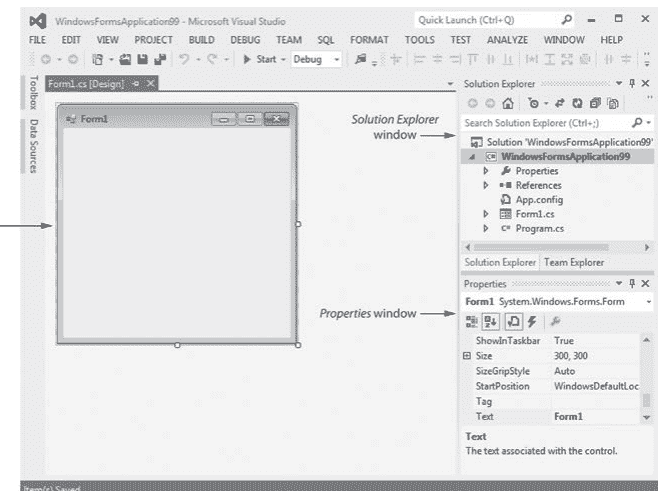 WindowsFormsApplication99 - Microsoft Visual Studio
Quick Launch (Ctrl+Q)
FILE EDIT VIEW PROJECT BUILD DEBUG TEAM SQL FORMAT TOOLS TEST ANALYZE WINDOW HELP
Start Debug
Toolbox
Data Sources
Form1.cs [Design]
Form1
Solution Explorer
window
Properties window
Solution Explorer
Search Solution Explorer (Ctrl+;)
Solution 'WindowsFormsApplication99'
C# WindowsFormsApplication99
Properties
References
App.config
Form1.cs
C# Program.cs
Solution Explorer Team Explorer
Properties
Form1 System.Windows.Forms.Form
ShowInTaskbar True
Size 300, 300
SizeGripStyle Auto
StartPosition WindowsDefaultLoc
Tag
Text Form1
Text
The text associated with the control.
Item(s) Saved